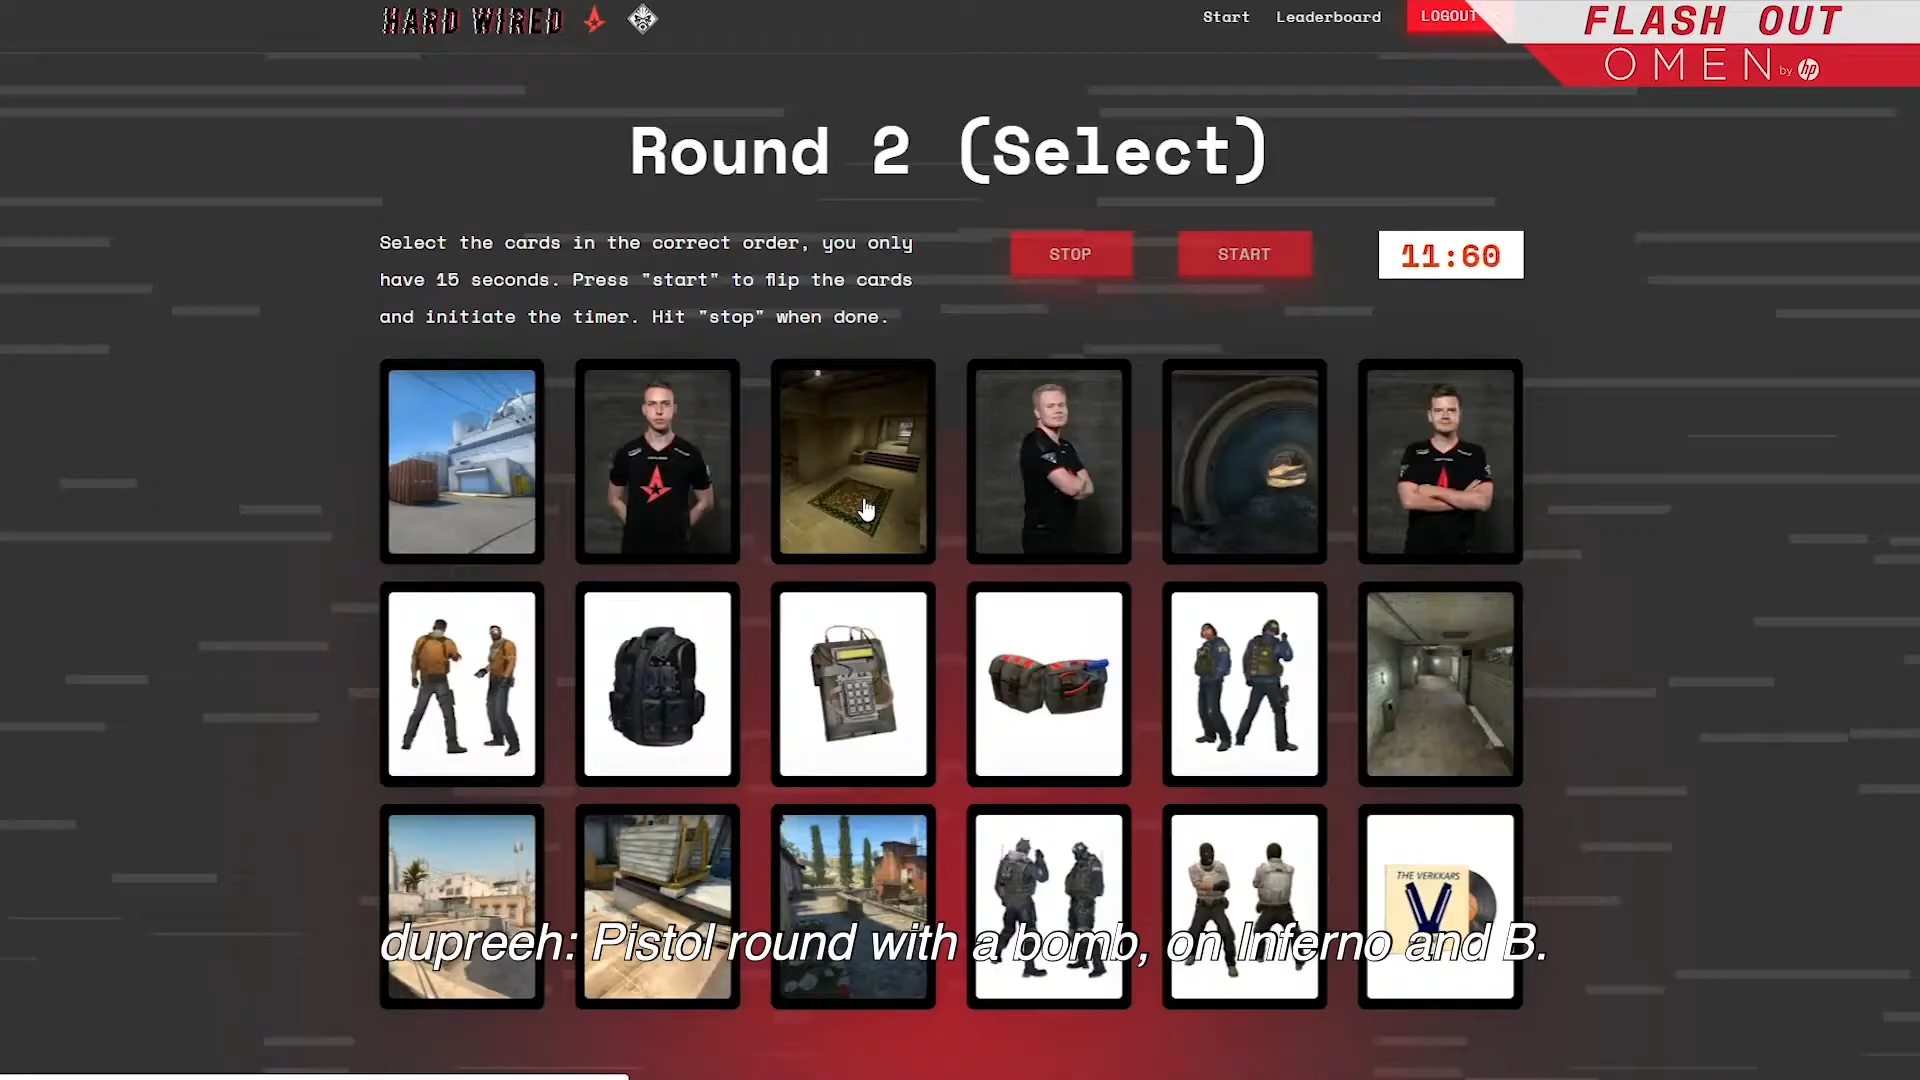 HARD WIRED
Start
Leaderboard
LOGOUT
FLASH OUT
OMEN by hp
Round 2 (Select)
Select the cards in the correct order, you only
have 15 seconds. Press "start" to flip the cards
and initiate the timer. Hit "stop" when done.
STOP
START
11:60
THE VERKKARS
V
dupreeh: Pistol round with a bomb, on Inferno and B.